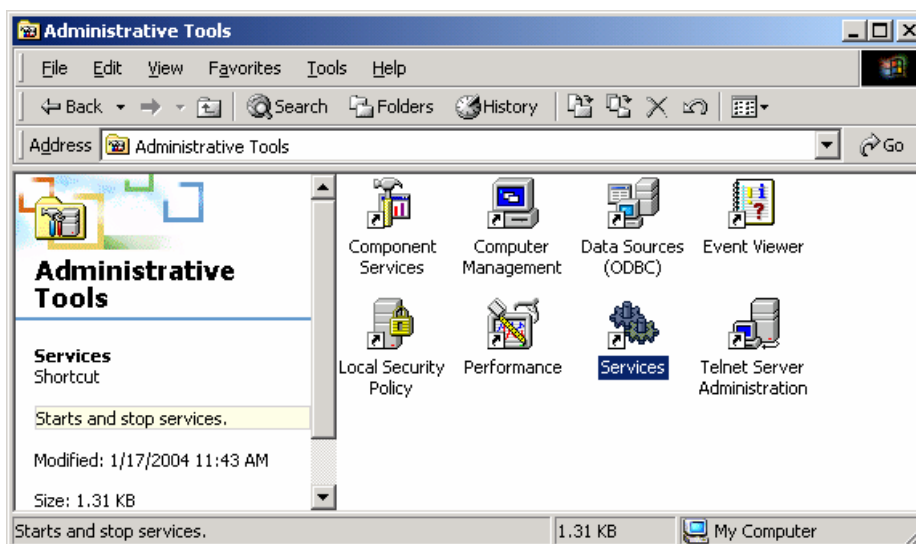 Administrative Tools
File Edit View Favorites Tools Help
Back Search Folders History
Address Administrative Tools Go
Administrative
Tools
Services
Shortcut
Starts and stop services.
Modified: 1/17/2004 11:43 AM
Size: 1.31 KB
Component
Services
Computer
Management
Data Sources
(ODBC)
Event Viewer
Local Security
Policy
Performance
Services
Telnet Server
Administration
Starts and stop services. 1.31 KB My Computer